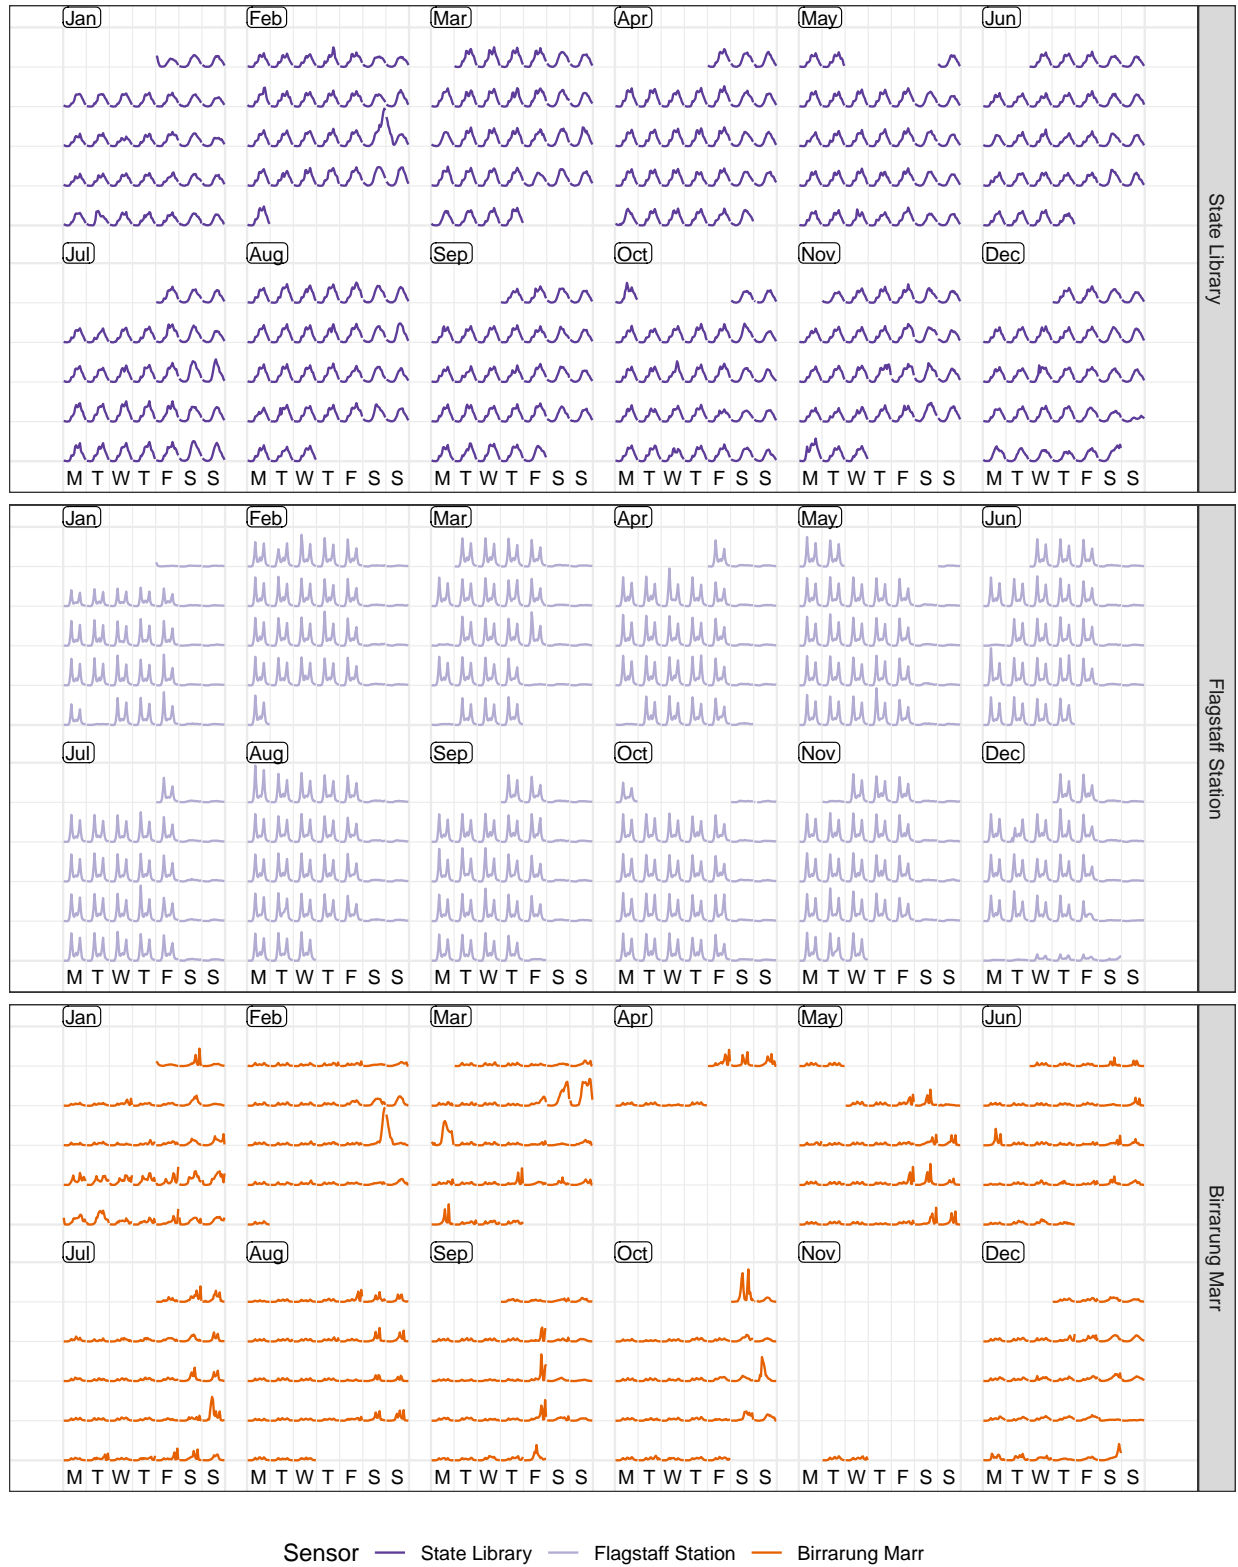 Jan Feb Mar Apr May Jun
Jul Aug Sep Oct Nov Dec
M T W T F S S M T W T F S S M T W T F S S M T W T F S S M T W T F S S M T W T F S S
State Library
Jan Feb Mar Apr May Jun
Jul Aug Sep Oct Nov Dec
M T W T F S S M T W T F S S M T W T F S S M T W T F S S M T W T F S S M T W T F S S
Flagstaff Station
Jan Feb Mar Apr May Jun
Jul Aug Sep Oct Nov Dec
M T W T F S S M T W T F S S M T W T F S S M T W T F S S M T W T F S S M T W T F S S
Birrarung Marr
Sensor State Library Flagstaff Station Birrarung Marr